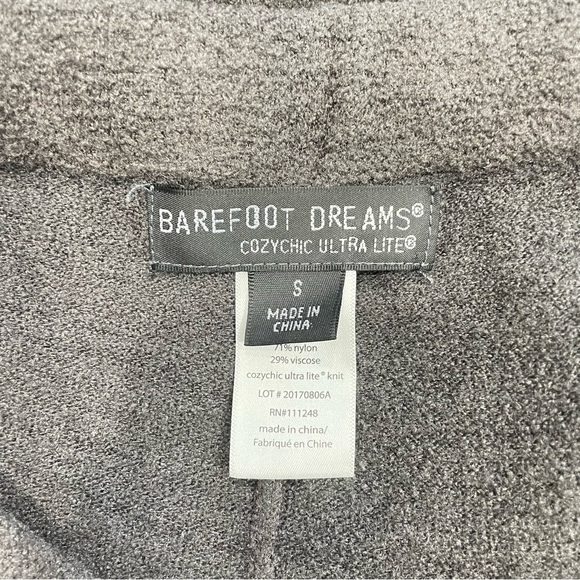 BAREFOOT DREAMS®
COZYCHIC ULTRA LITE®
S
MADE IN
CHINA
71% nylon
29% viscose
cozychic ultra lite® knit
LOT # 20170806A
RN#111248
made in china/
Fabriqué en Chine